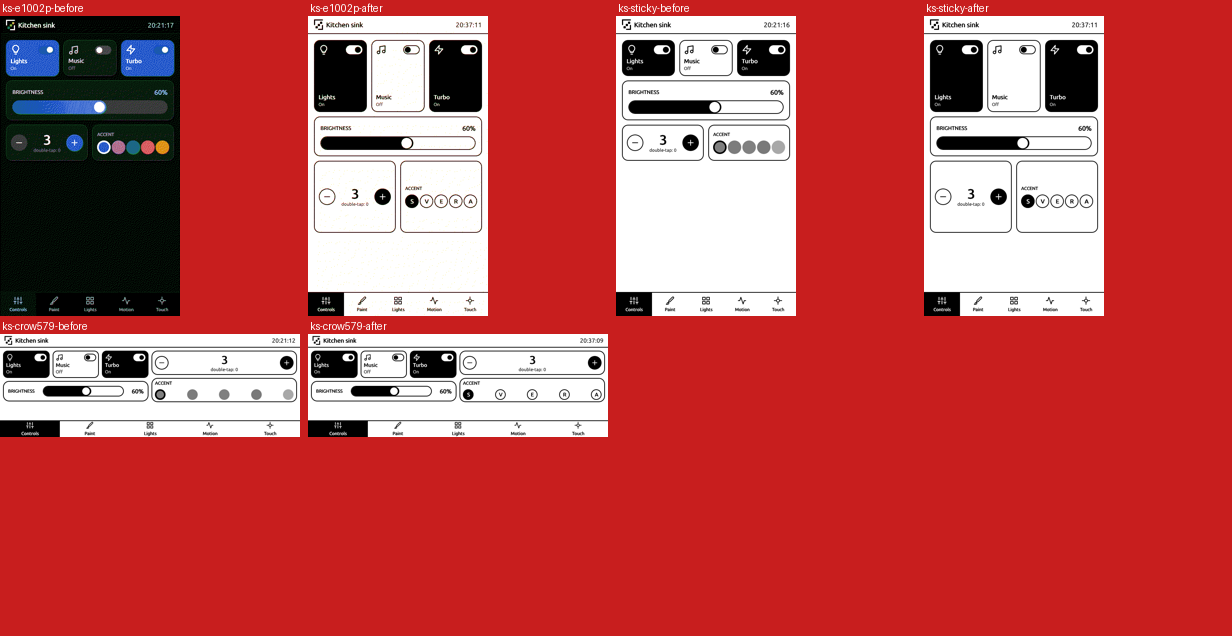 ks-e1002p-before
Kitchen sink 20:21:17
Lights
On
Music
Off
Turbo
On
BRIGHTNESS 60%
3
double-tap: 0
ACCENT
Controls Paint Lights Motion Touch
ks-e1002p-after
Kitchen sink 20:37:11
Lights
On
Music
Off
Turbo
On
BRIGHTNESS 60%
3
double-tap: 0
ACCENT
S V E R A
Controls Paint Lights Motion Touch
ks-sticky-before
Kitchen sink 20:21:16
Lights
On
Music
Off
Turbo
On
BRIGHTNESS 60%
3
double-tap: 0
ACCENT
Controls Paint Lights Motion Touch
ks-sticky-after
Kitchen sink 20:37:11
Lights
On
Music
Off
Turbo
On
BRIGHTNESS 60%
3
double-tap: 0
ACCENT
S V E R A
Controls Paint Lights Motion Touch
ks-crow579-before
Kitchen sink 20:21:12
Lights
On
Music
Off
Turbo
On
3
double-tap: 0
BRIGHTNESS 60%
ACCENT
Controls Paint Lights Motion Touch
ks-crow579-after
Kitchen sink 20:37:09
Lights
On
Music
Off
Turbo
On
3
double-tap: 0
BRIGHTNESS 60%
ACCENT
S V E R A
Controls Paint Lights Motion Touch